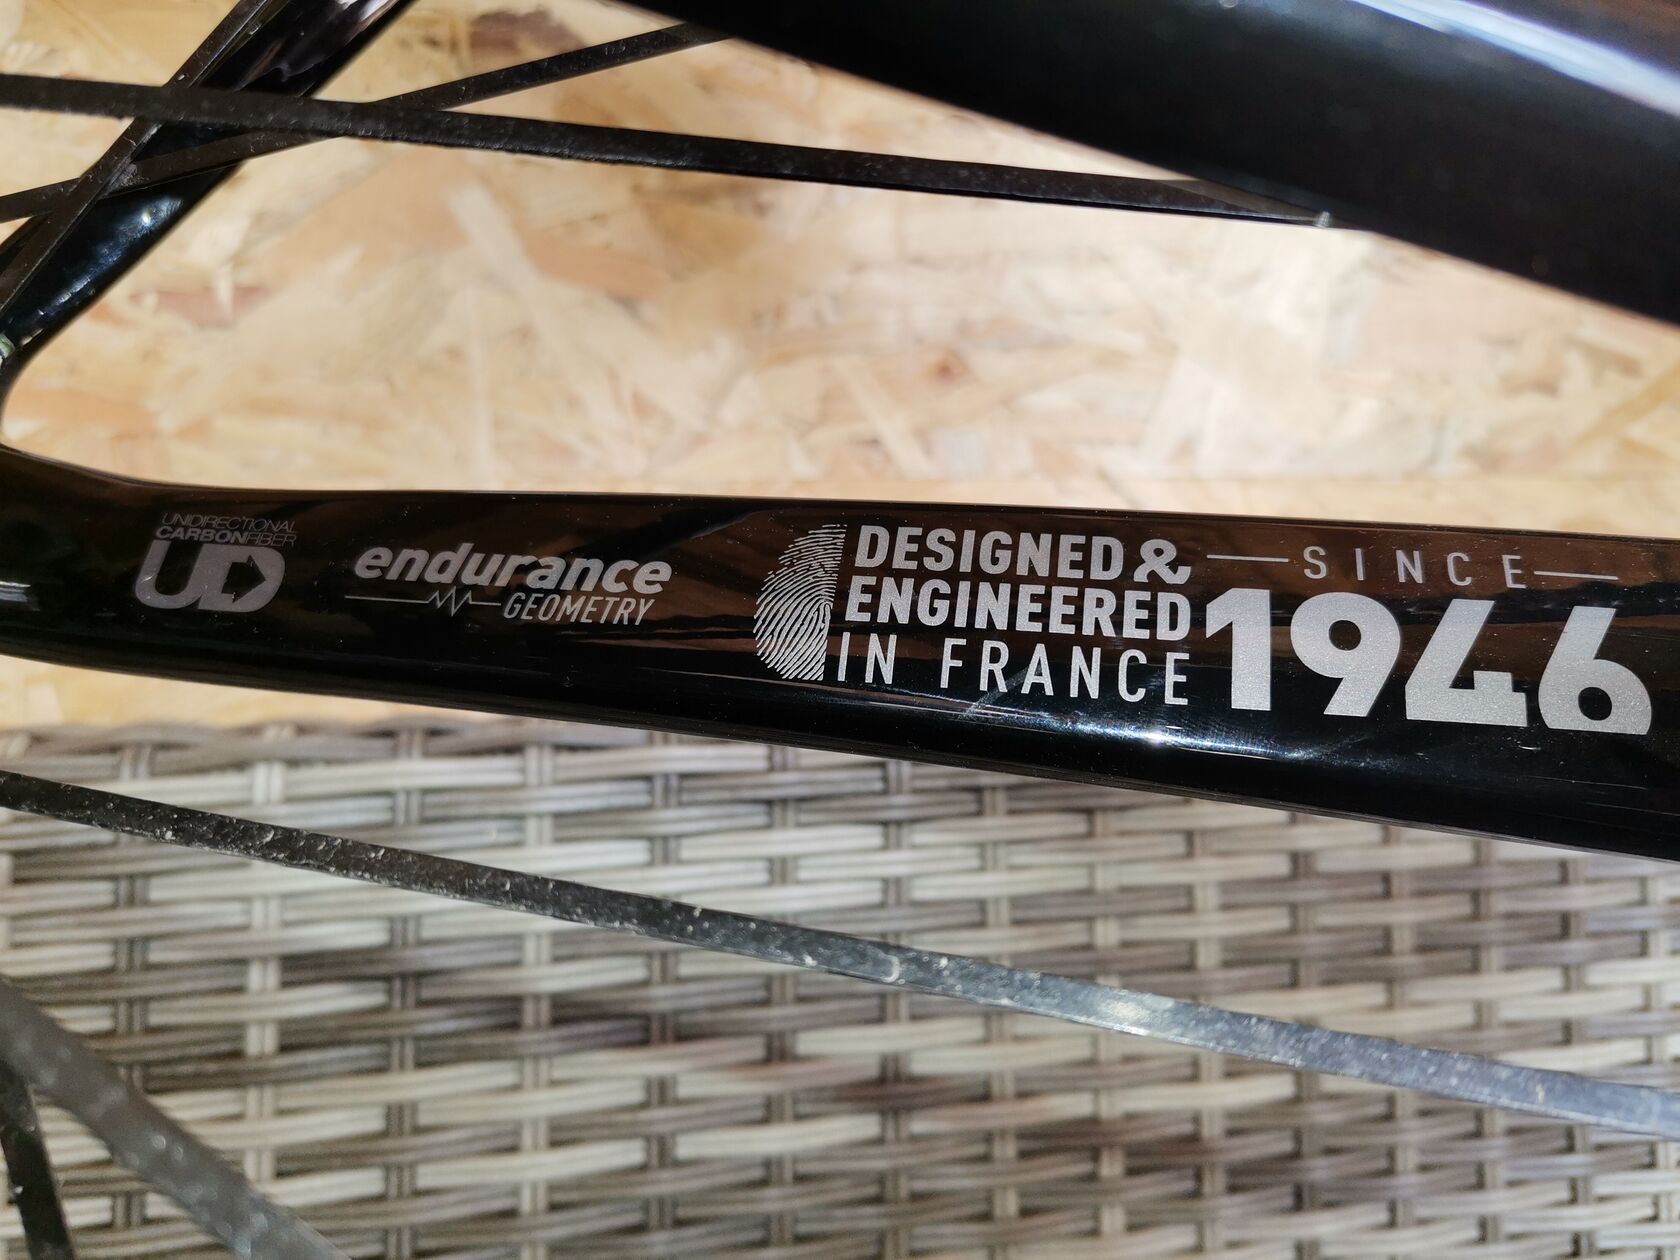 UNIDIRECTIONAL
CARBONFIBER
UD
endurance
GEOMETRY
DESIGNED &
ENGINEERED
IN FRANCE
SINCE
1946